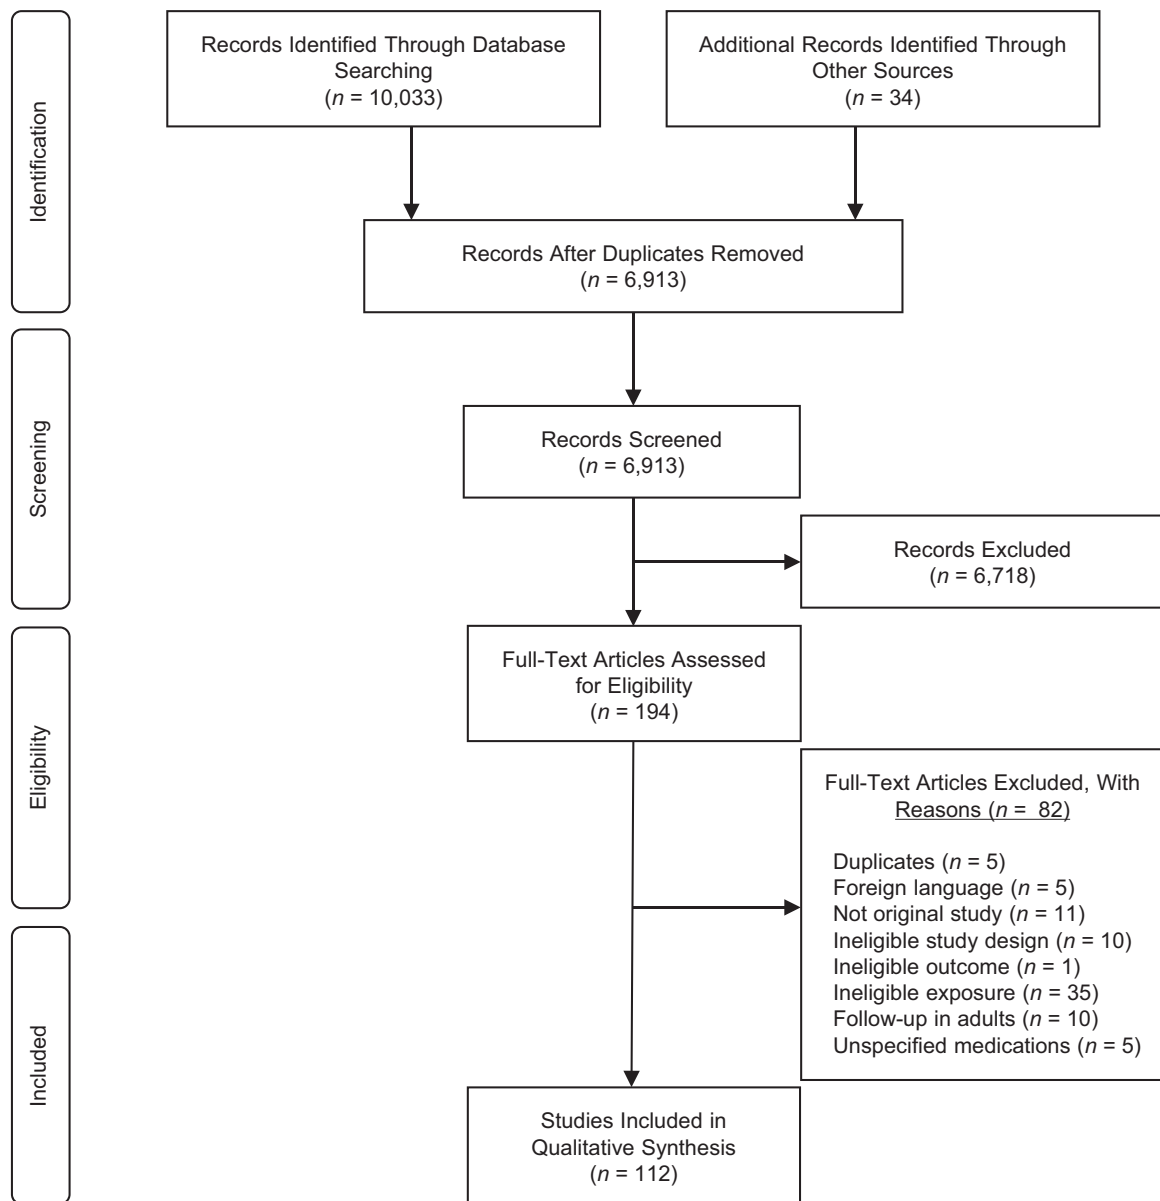 Identification
Records Identified Through Database
Searching
(n = 10,033)
Additional Records Identified Through
Other Sources
(n = 34)
Records After Duplicates Removed
(n = 6,913)
Screening
Records Screened
(n = 6,913)
Records Excluded
(n = 6,718)
Eligibility
Full-Text Articles Assessed
for Eligibility
(n = 194)
Full-Text Articles Excluded, With
Reasons (n = 82)
Duplicates (n = 5)
Foreign language (n = 5)
Not original study (n = 11)
Ineligible study design (n = 10)
Ineligible outcome (n = 1)
Ineligible exposure (n = 35)
Follow-up in adults (n = 10)
Unspecified medications (n = 5)
Included
Studies Included in
Qualitative Synthesis
(n = 112)